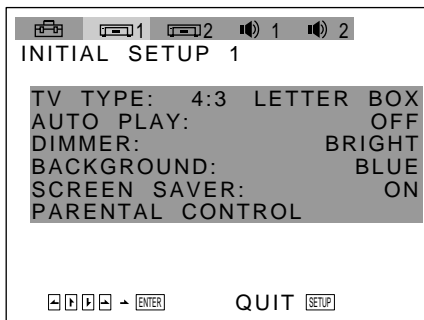 1 2 1 2
INITIAL SETUP 1
TV TYPE: 4:3 LETTER BOX
AUTO PLAY: OFF
DIMMER: BRIGHT
BACKGROUND: BLUE
SCREEN SAVER: ON
PARENTAL CONTROL
ENTER QUIT SETUP